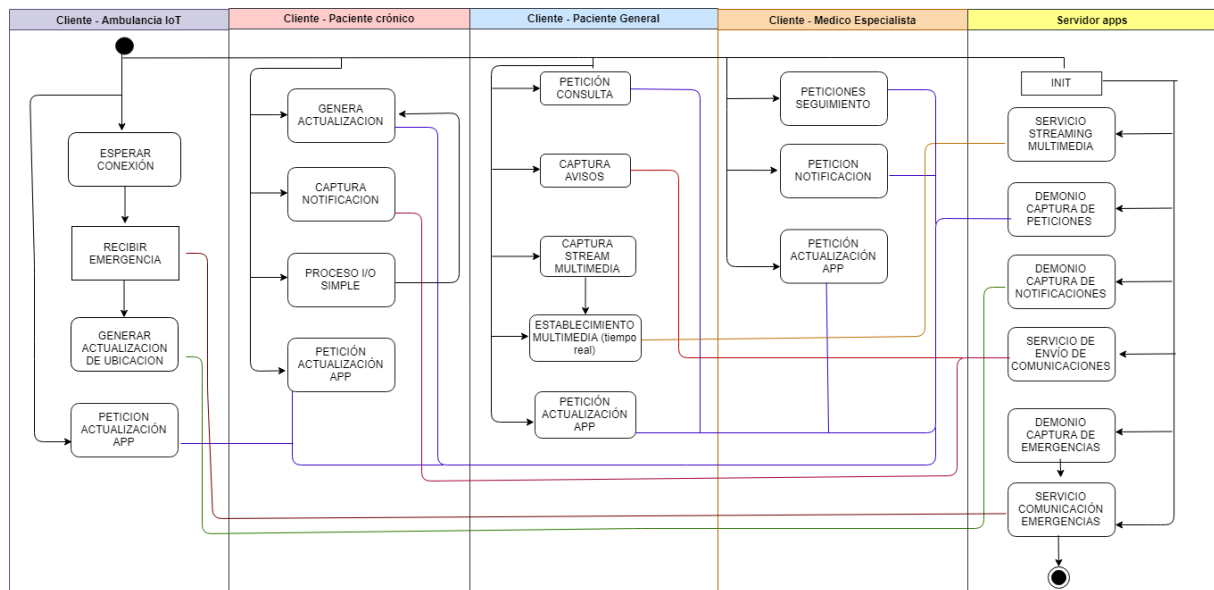 Cliente - Ambulancia IoT
Cliente - Paciente crónico
Cliente - Paciente General
Cliente - Medico Especialista
Servidor apps
ESPERAR
CONEXIÓN
RECIBIR
EMERGENCIA
GENERAR
ACTUALIZACION
DE UBICACION
PETICION
ACTUALIZACIÓN
APP
GENERA
ACTUALIZACION
CAPTURA
NOTIFICACION
PROCESO I/O
SIMPLE
PETICIÓN
ACTUALIZACIÓN
APP
PETICIÓN
CONSULTA
CAPTURA
AVISOS
CAPTURA
STREAM
MULTIMEDIA
ESTABLECIMIENTO
MULTIMEDIA (tiempo
real)
PETICIÓN
ACTUALIZACIÓN
APP
PETICIONES
SEGUIMIENTO
PETICION
NOTIFICACION
PETICIÓN
ACTUALIZACIÓN
APP
INIT
SERVICIO
STREAMING
MULTIMEDIA
DEMONIO
CAPTURA DE
PETICIONES
DEMONIO
CAPTURA DE
NOTIFICACIONES
SERVICIO DE
ENVÍO DE
COMUNICACIONES
DEMONIO
CAPTURA DE
EMERGENCIAS
SERVICIO
COMUNICACIÓN
EMERGENCIAS